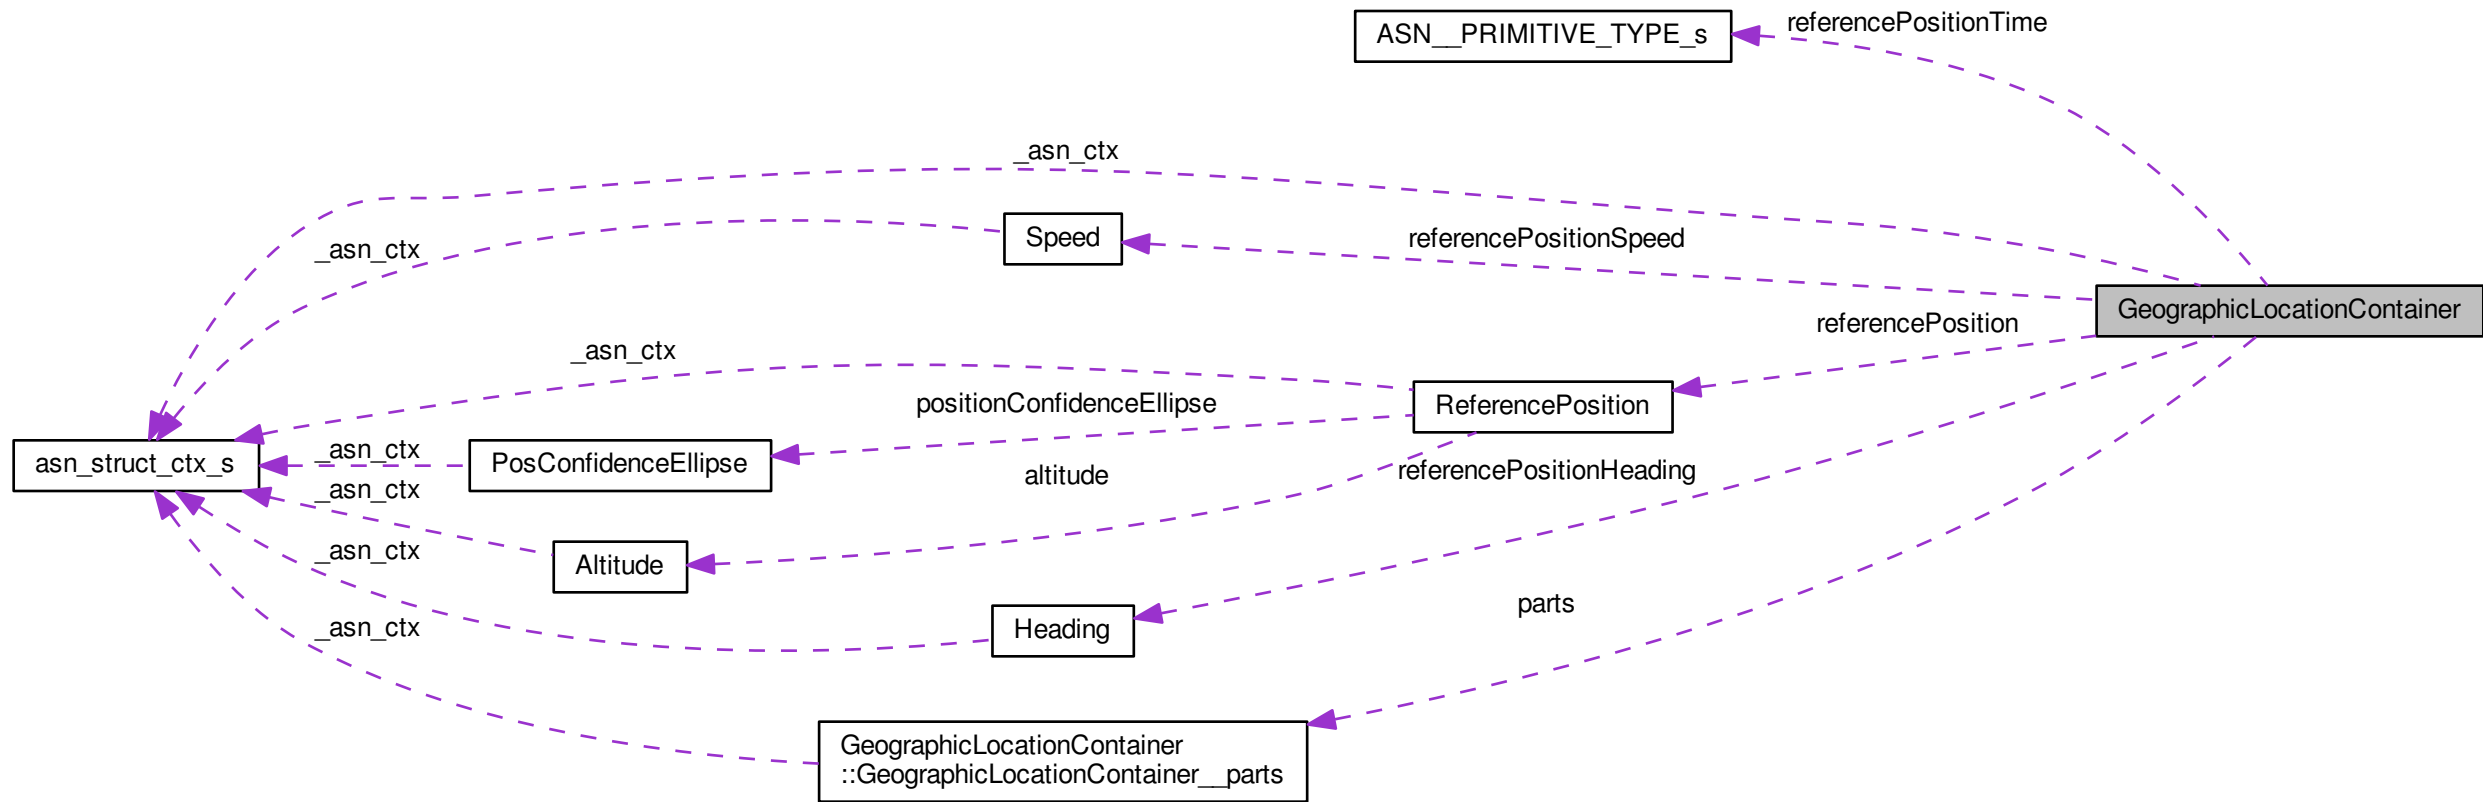 referencePositionTime
ASN__PRIMITIVE_TYPE_s
_asn_ctx
Speed
referencePositionSpeed
_asn_ctx
GeographicLocationContainer
referencePosition
_asn_ctx
positionConfidenceEllipse
ReferencePosition
_asn_ctx
asn_struct_ctx_s
PosConfidenceEllipse
referencePositionHeading
altitude
_asn_ctx
_asn_ctx
Altitude
parts
_asn_ctx
Heading
GeographicLocationContainer
::GeographicLocationContainer__parts